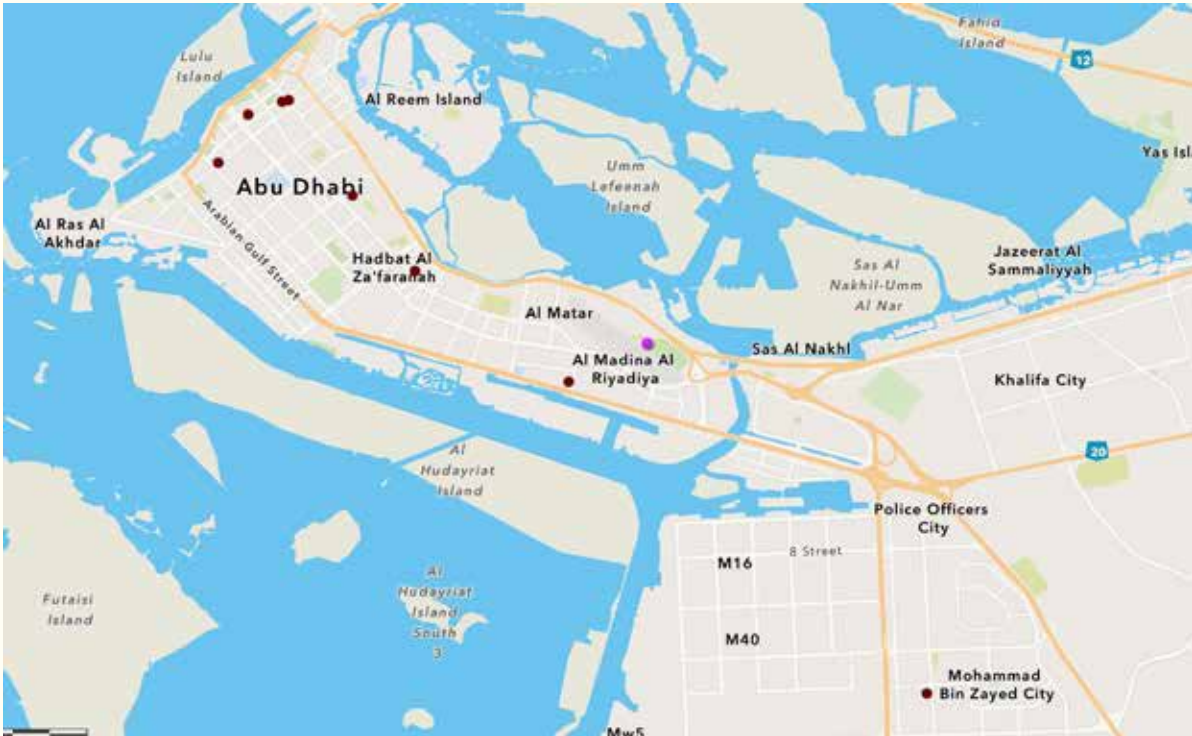 Fahid
Island
12
Lulu
Island
Al Reem Island
Yas Isl
Umm
Lafeenah
Island
Abu Dhabi
Arabian Gulf Street
Al Ras Al
Akhdar
Hadbat Al
Za'faranah
Jazeerat Al
Sammaliyyah
Sas Al
Nakhil-Umm
Al Nar
Al Matar
Sas Al Nakhl
Al Madina Al
Riyadiya
Khalifa City
20
Al
Hudayriat
Island
Police Officers
City
8 Street
M16
Al
Hudayriat
Island
South
3
Futaisi
Island
M40
Mohammad
Bin Zayed City
Mw5